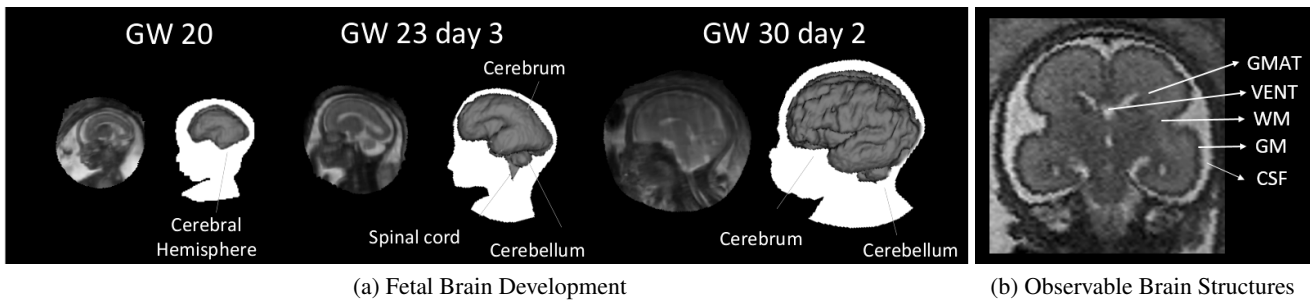 GW 20
GW 23 day 3
GW 30 day 2
Cerebrum
Cerebral
Hemisphere
Spinal cord
Cerebellum
Cerebrum
Cerebellum
GMAT
VENT
WM
GM
CSF
(a) Fetal Brain Development
(b) Observable Brain Structures